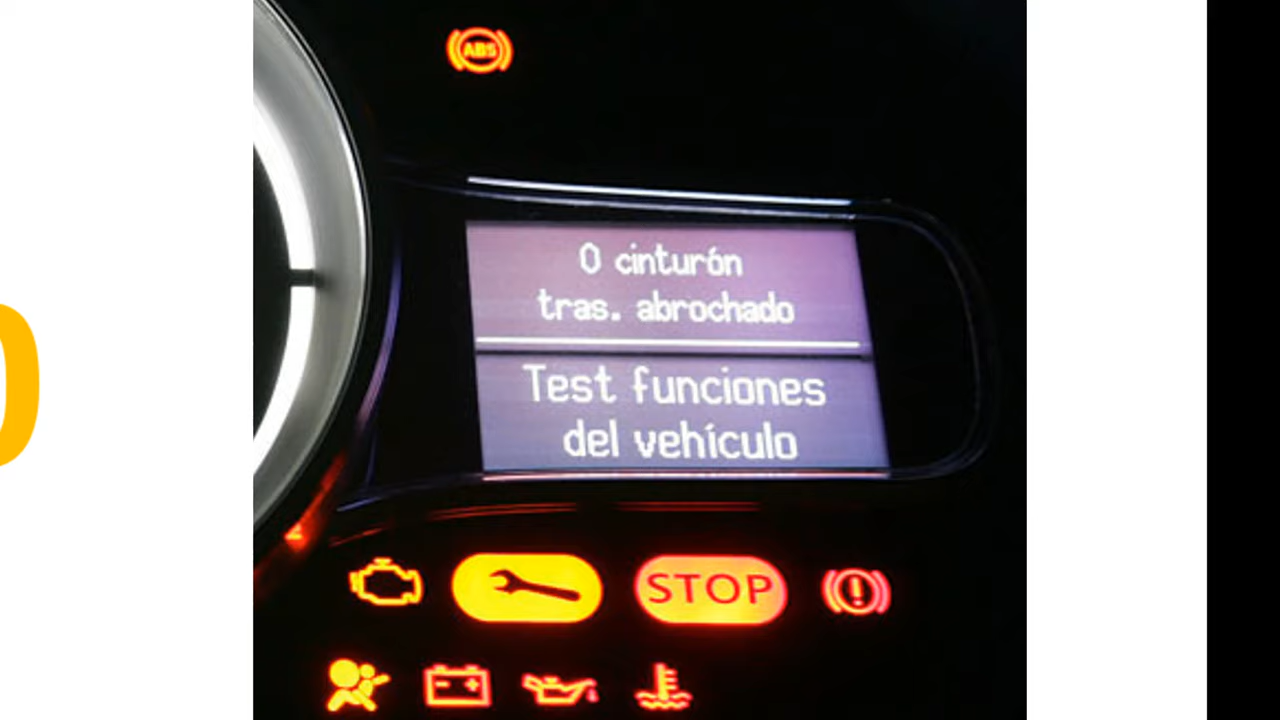 ABS
0 cinturón
tras. abrochado
Test funciones
del vehículo
STOP